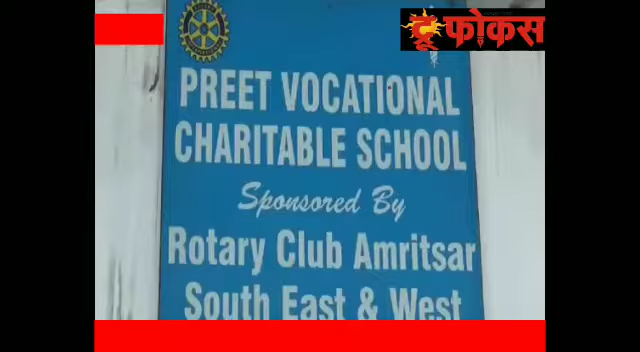 टू फोकस
PREET VOCATIONAL
CHARITABLE SCHOOL
Sponsored By
Rotary Club Amritsar
South East & West